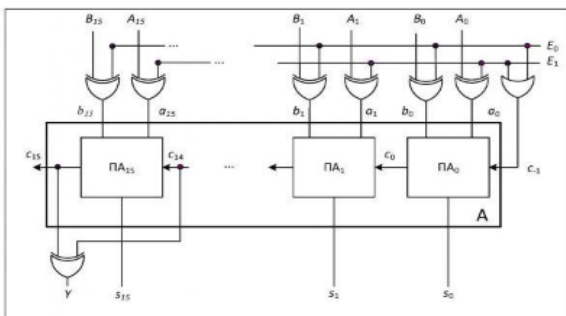 B15 A15 B1 A1 B0 A0
... E0
... E1
b15 a15 b1 a1 b0 a0
c15 ПА15 c14 ... ПА1 c0 ПА0 c-1
A
Y s15 s1 s0